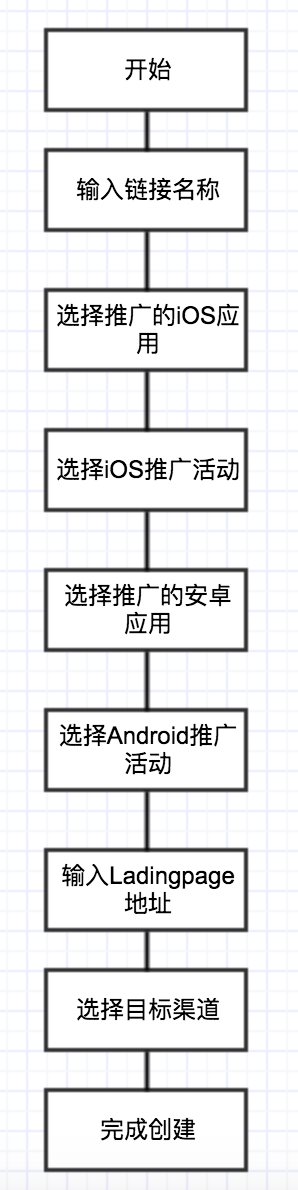 开始
输入链接名称
选择推广的iOS应
用
选择iOS推广活动
选择推广的安卓
应用
选择Android推广
活动
输入Ladingpage
地址
选择目标渠道
完成创建